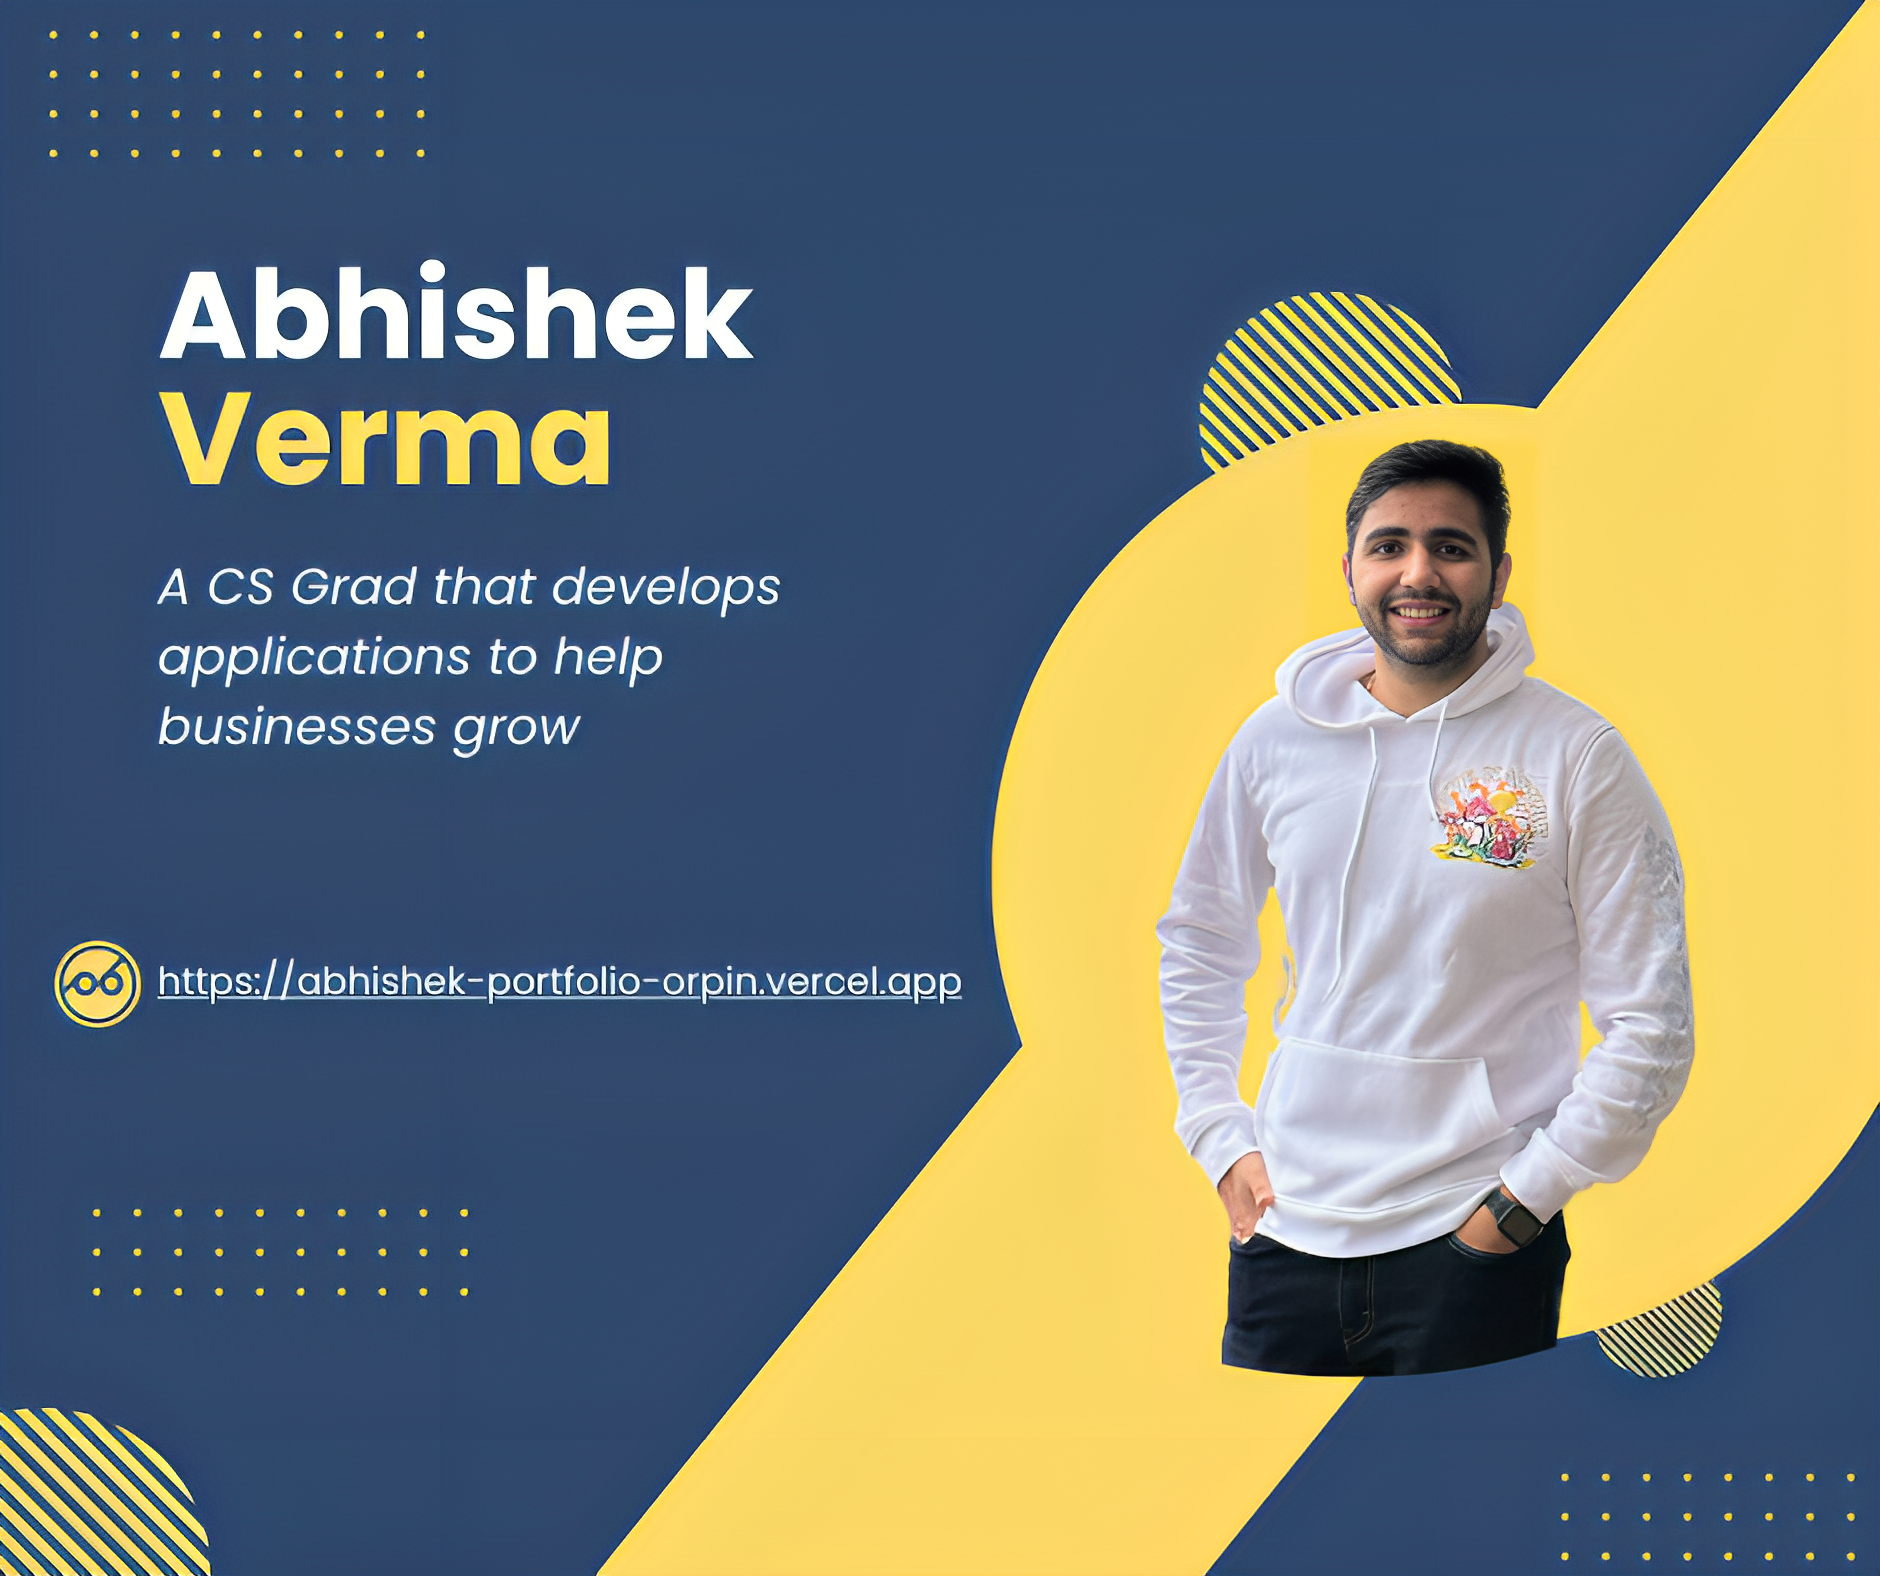 Abhishek
Verma
A CS Grad that develops
applications to help
businesses grow
https://abhishek-portfolio-orpin.vercel.app